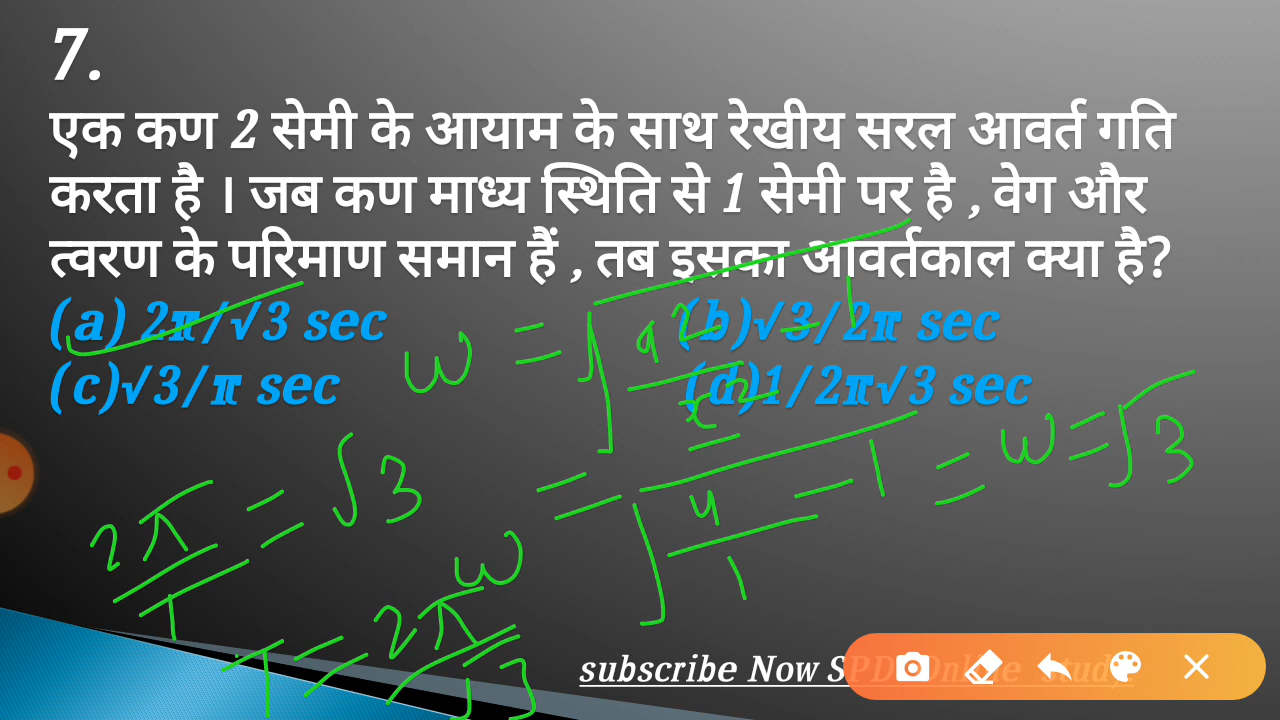 7.
एक कण 2 सेमी के आयाम के साथ रेखीय सरल आवर्त गति
करता है । जब कण माध्य स्थिति से 1 सेमी पर है , वेग और
त्वरण के परिमाण समान हैं , तब इसका आवर्तकाल क्या है?
(a) 2π/√3 sec (b)√3/2π sec
(c)√3/π sec (d)1/2π√3 sec
ω = √(a²/x² - 1)
ω = √(4/1 - 1) = ω = √3
2π/T = √3
T = 2π/√3
subscribe Now SPD Online Study